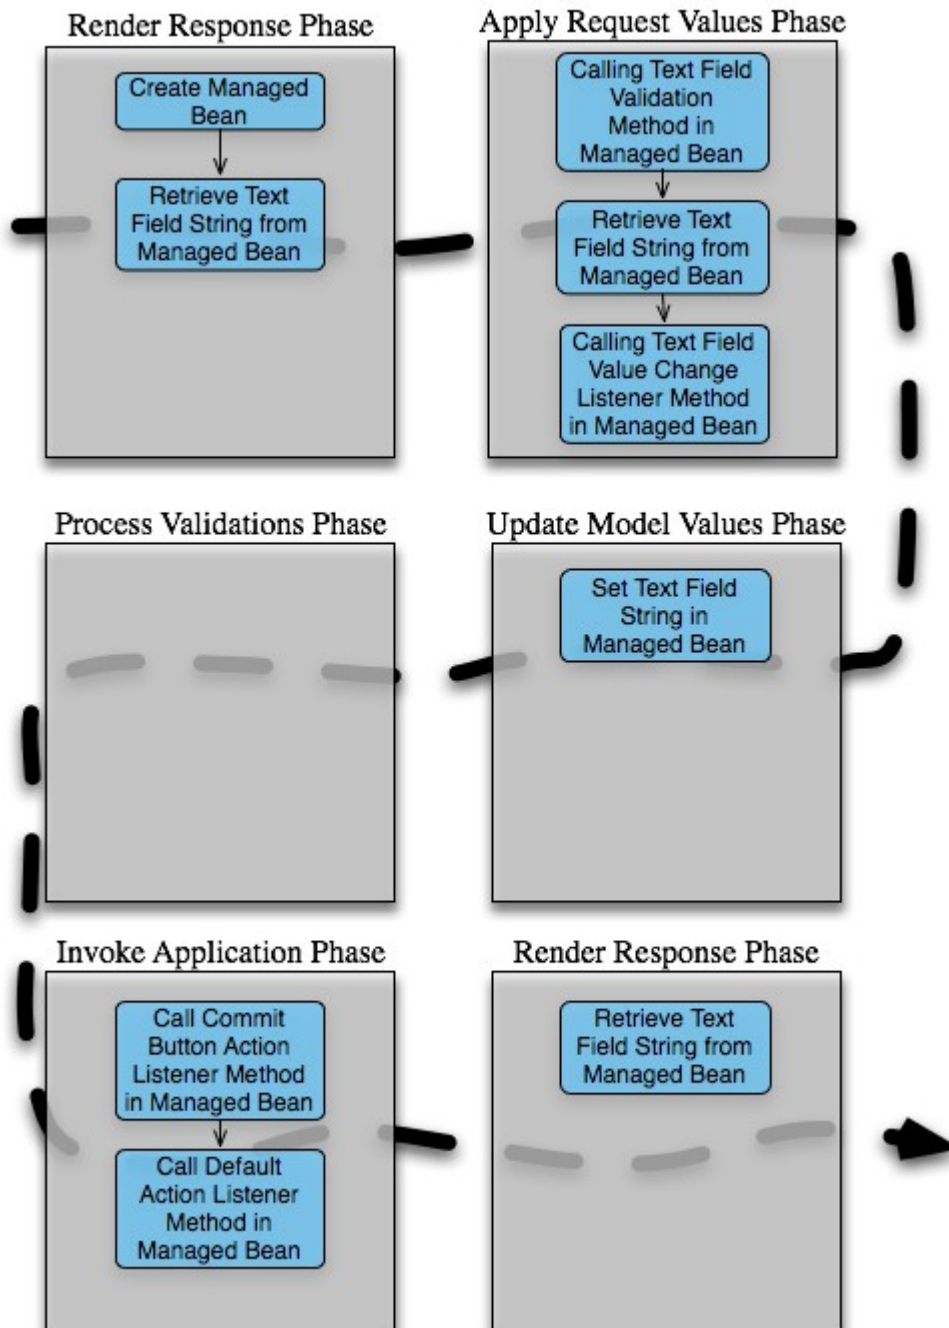 Render Response Phase
Create Managed
Bean
Retrieve Text
Field String from
Managed Bean
Apply Request Values Phase
Calling Text Field
Validation
Method in
Managed Bean
Retrieve Text
Field String from
Managed Bean
Calling Text Field
Value Change
Listener Method
in Managed Bean
Process Validations Phase
Update Model Values Phase
Set Text Field
String in
Managed Bean
Invoke Application Phase
Call Commit
Button Action
Listener Method
in Managed Bean
Call Default
Action Listener
Method in
Managed Bean
Render Response Phase
Retrieve Text
Field String from
Managed Bean